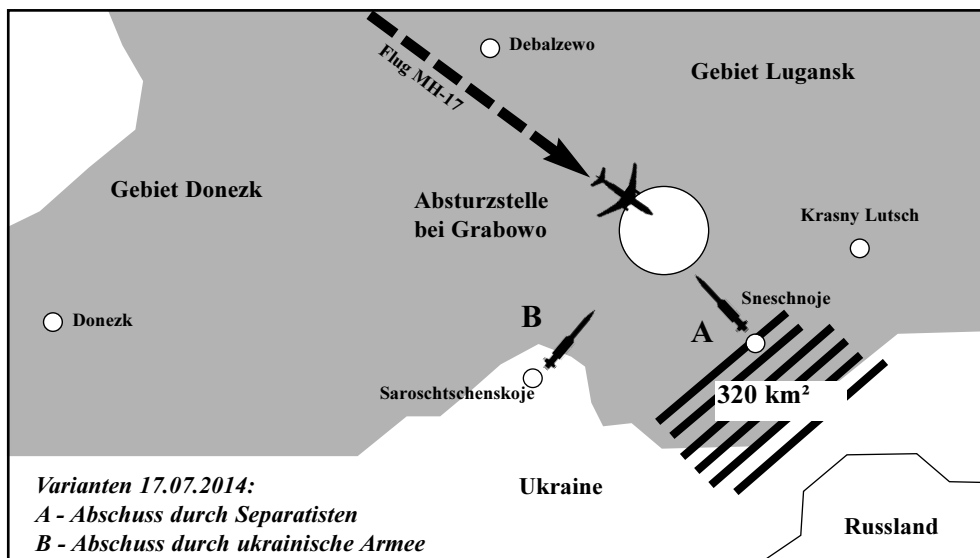 Debalzewo
Gebiet Lugansk
Flug MH-17
Gebiet Donezk
Absturzstelle
bei Grabowo
Krasny Lutsch
Sneschnoje
Donezk
B
A
Saroschtschenskoje
320 km²
Varianten 17.07.2014:
A - Abschuss durch Separatisten
B - Abschuss durch ukrainische Armee
Ukraine
Russland